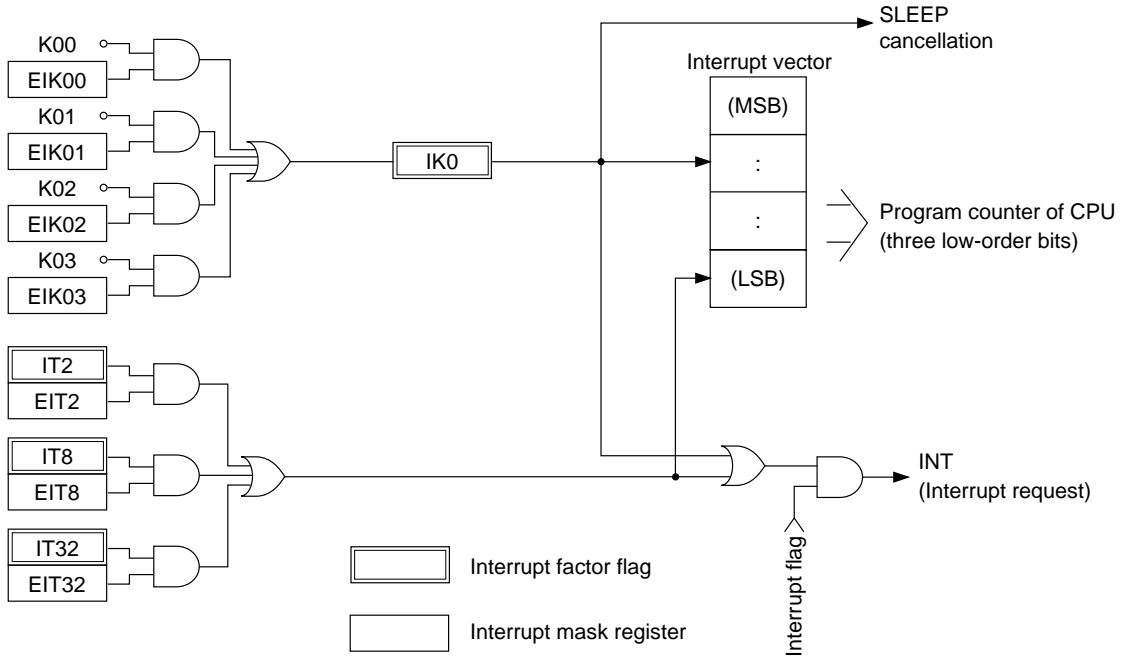 K00
EIK00
K01
EIK01
K02
EIK02
K03
EIK03
IK0
SLEEP
cancellation
Interrupt vector
(MSB)
:
:
(LSB)
Program counter of CPU
(three low-order bits)
IT2
EIT2
IT8
EIT8
IT32
EIT32
INT
(Interrupt request)
Interrupt flag
Interrupt factor flag
Interrupt mask register